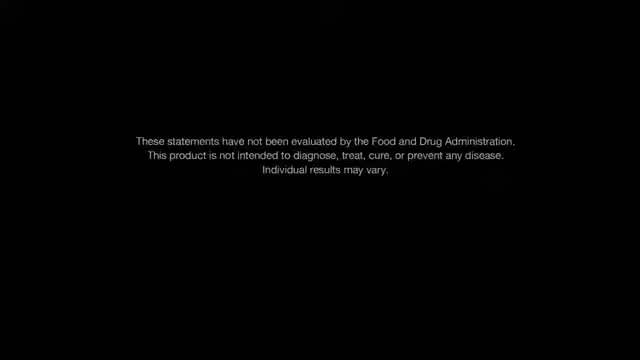 These statements have not been evaluated by the Food and Drug Administration.
This product is not intended to diagnose, treat, cure, or prevent any disease.
Individual results may vary.